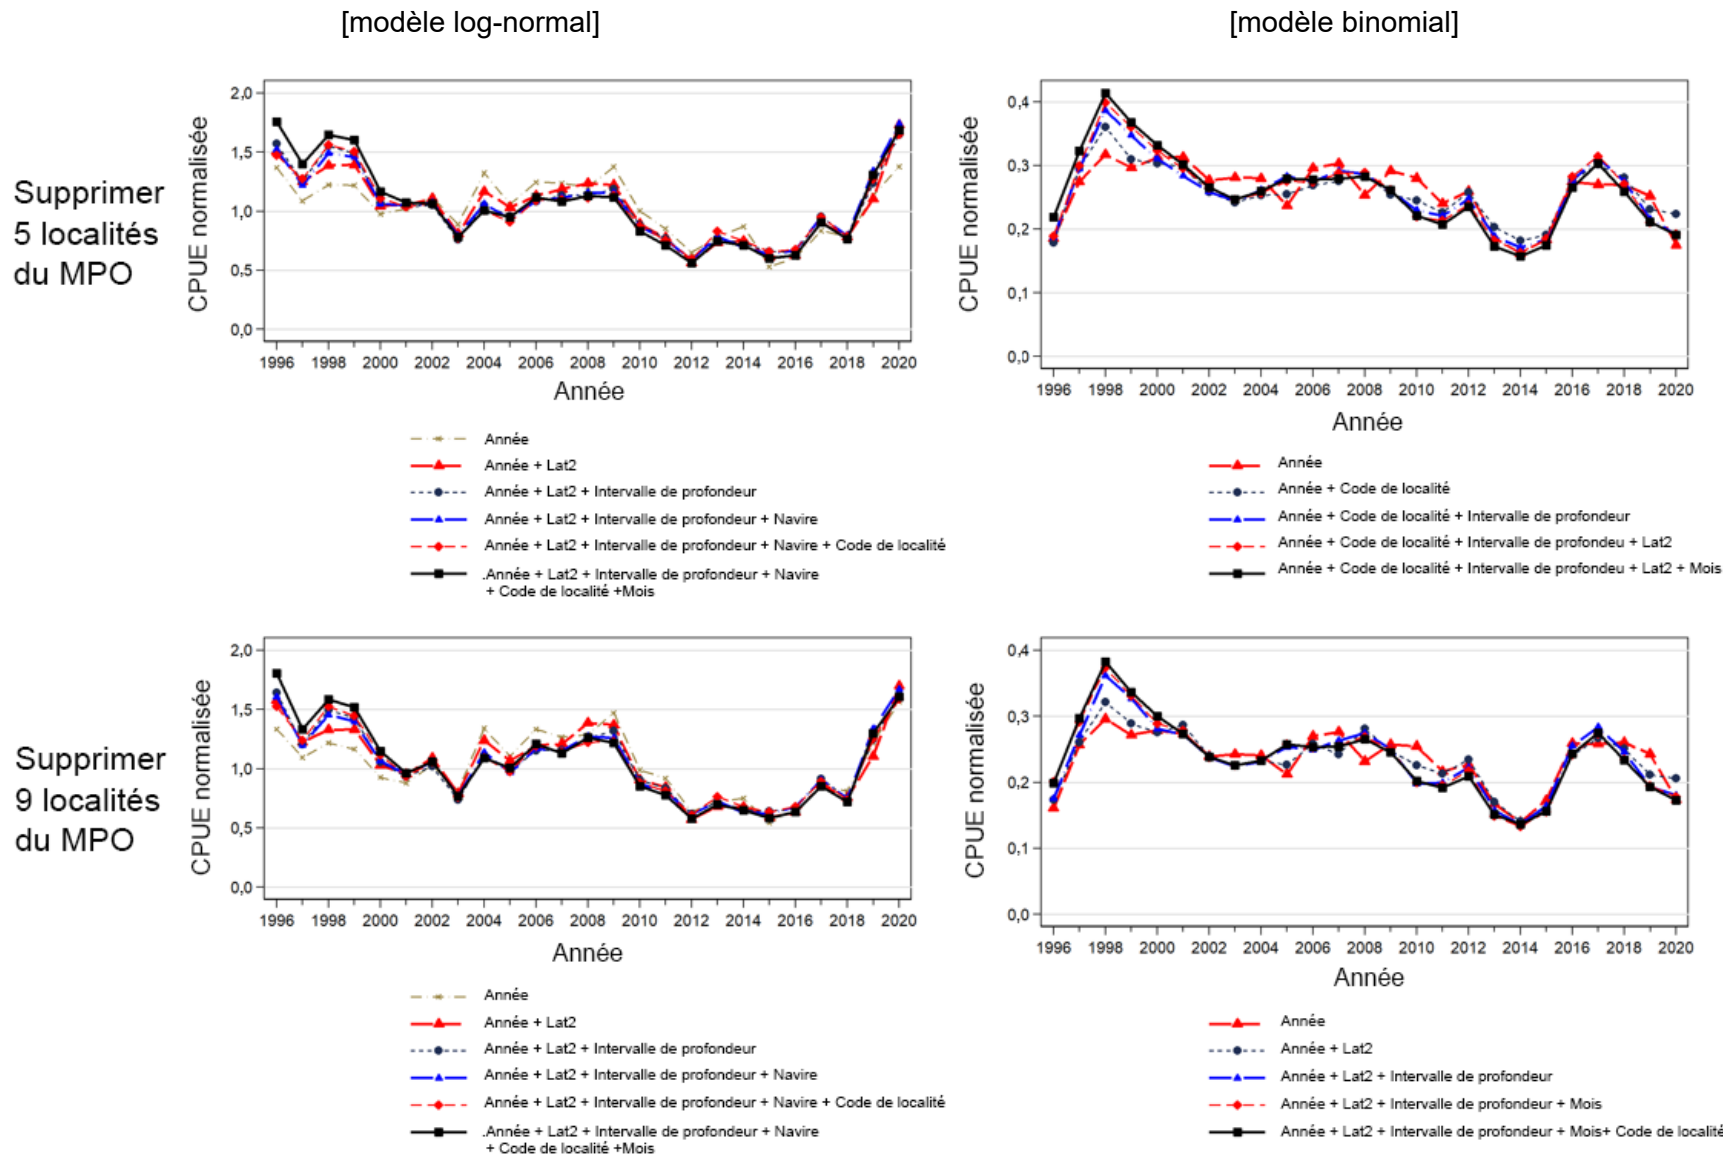 [modèle log-normal]
[modèle binomial]
Supprimer
5 localités
du MPO
CPUE normalisée
2,0
1,5
1,0
0,5
0,0
1996 1998 2000 2002 2004 2006 2008 2010 2012 2014 2016 2018 2020
Année
CPUE normalisée
0,4
0,3
0,2
0,1
0,0
1996 1998 2000 2002 2004 2006 2008 2010 2012 2014 2016 2018 2020
Année
Année
Année + Lat2
Année + Lat2 + Intervalle de profondeur
Année + Lat2 + Intervalle de profondeur + Navire
Année + Lat2 + Intervalle de profondeur + Navire + Code de localité
.Année + Lat2 + Intervalle de profondeur + Navire
+ Code de localité +Mois
Année
Année + Code de localité
Année + Code de localité + Intervalle de profondeur
Année + Code de localité + Intervalle de profondeu + Lat2
Année + Code de localité + Intervalle de profondeu + Lat2 + Mois
Supprimer
9 localités
du MPO
CPUE normalisée
2,0
1,5
1,0
0,5
0,0
1996 1998 2000 2002 2004 2006 2008 2010 2012 2014 2016 2018 2020
Année
CPUE normalisée
0,4
0,3
0,2
0,1
0,0
1996 1998 2000 2002 2004 2006 2008 2010 2012 2014 2016 2018 2020
Année
Année
Année + Lat2
Année + Lat2 + Intervalle de profondeur
Année + Lat2 + Intervalle de profondeur + Navire
Année + Lat2 + Intervalle de profondeur + Navire + Code de localité
.Année + Lat2 + Intervalle de profondeur + Navire
+ Code de localité +Mois
Année
Année + Lat2
Année + Lat2 + Intervalle de profondeur
Année + Lat2 + Intervalle de profondeur + Mois
Année + Lat2 + Intervalle de profondeur + Mois+ Code de localité